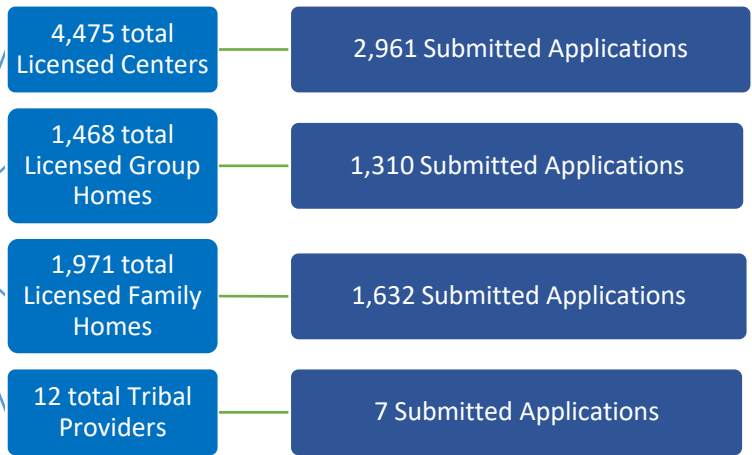 4,475 total
Licensed Centers
2,961 Submitted Applications
1,468 total
Licensed Group
Homes
1,310 Submitted Applications
1,971 total
Licensed Family
Homes
1,632 Submitted Applications
12 total Tribal
Providers
7 Submitted Applications